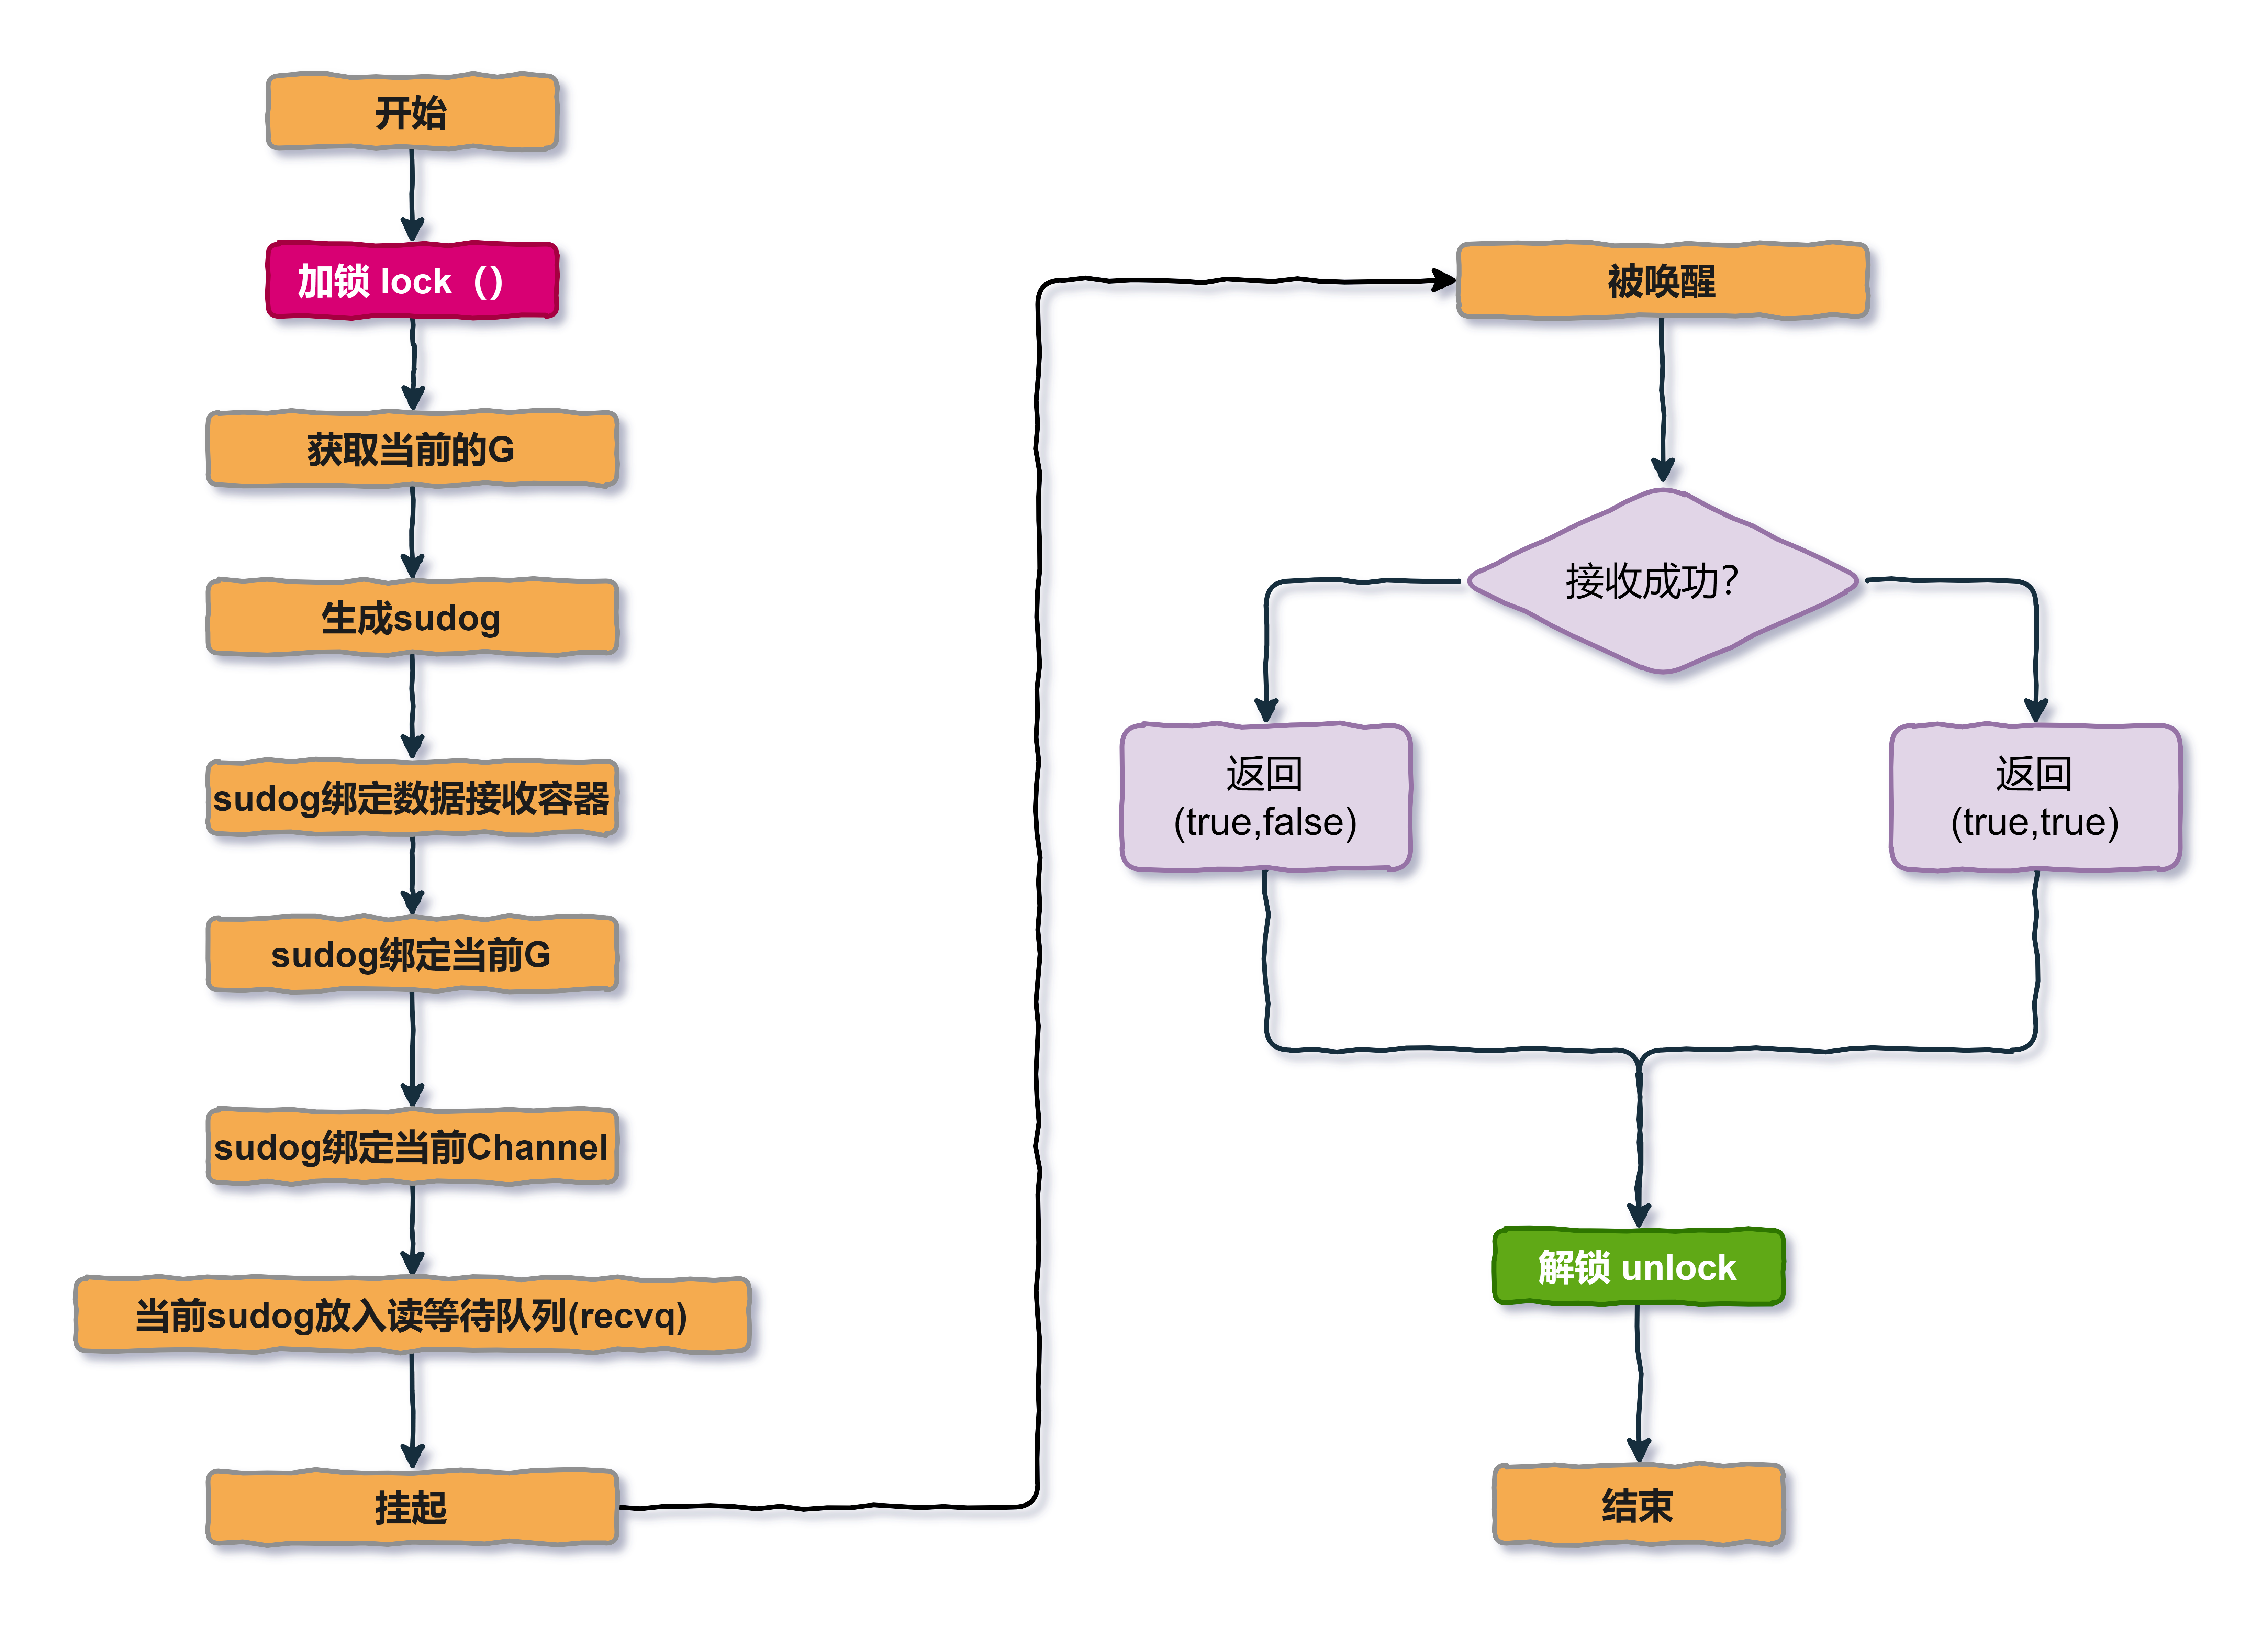 开始
加锁 lock（）
获取当前的G
生成sudog
sudog绑定数据接收容器
sudog绑定当前G
sudog绑定当前Channel
当前sudog放入读等待队列(recvq)
挂起
被唤醒
接收成功？
返回
(true,false)
返回
(true,true)
解锁 unlock
结束